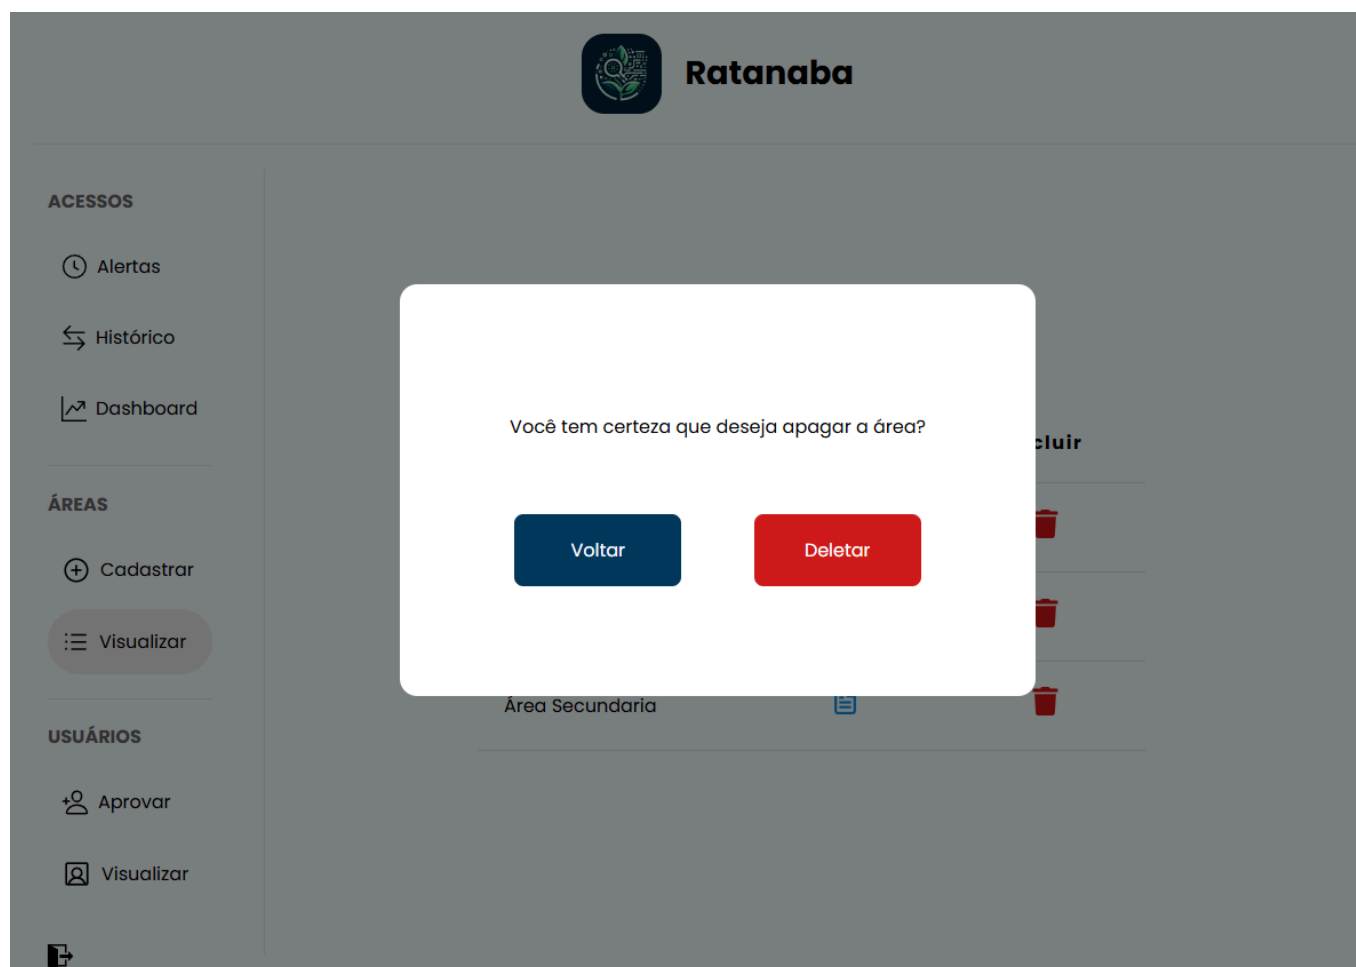 Ratanaba
ACESSOS
Alertas
Histórico
Dashboard
ÁREAS
Cadastrar
Visualizar
USUÁRIOS
Aprovar
Visualizar
Você tem certeza que deseja apagar a área?
Voltar
Deletar
cluir
Área Secundaria